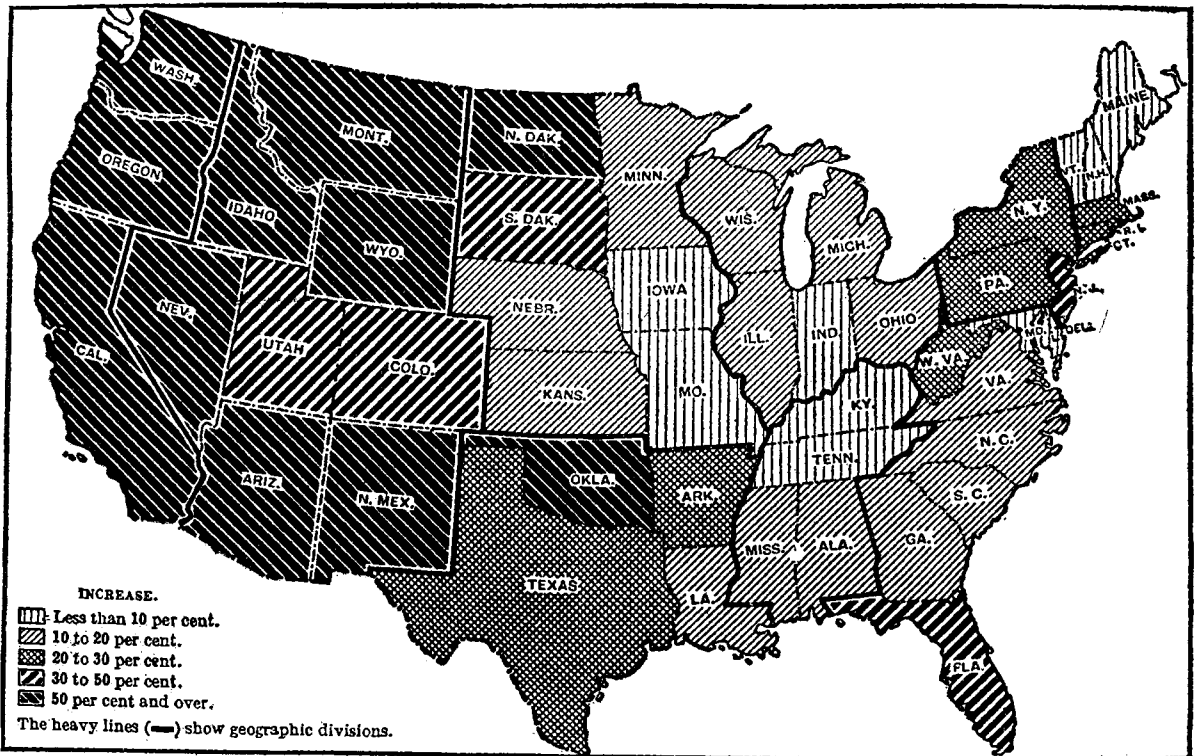 WASH.
MONT.
N. DAK.
MINN.
OREGON
IDAHO
S. DAK.
WIS.
MICH.
MAINE
VT.
N.H.
N.Y.
MASS.
R. I.
CT.
WYO.
NEBR.
IOWA
PA.
N.J.
NEV.
UTAH
COLO.
CAL.
KANS.
MO.
ILL.
IND.
OHIO
W. VA.
MD.
DEL.
VA.
KY.
TENN.
N.C.
S. C.
ARIZ.
N. MEX.
OKLA.
ARK.
MISS.
ALA.
GA.
TEXAS
LA.
FLA.
INCREASE.
Less than 10 per cent.
10 to 20 per cent.
20 to 30 per cent.
30 to 50 per cent.
50 per cent and over.
The heavy lines (▬) show geographic divisions.